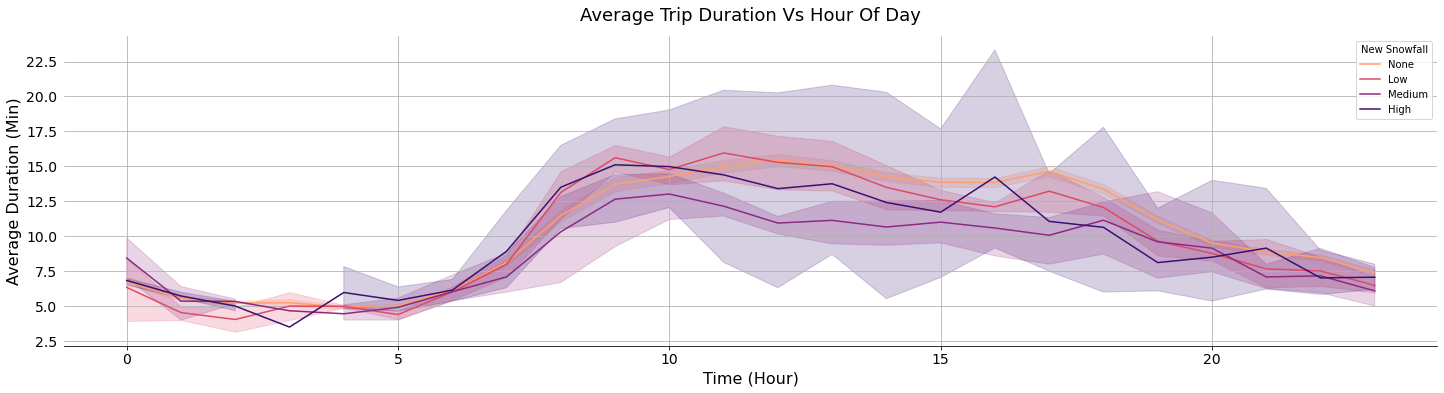 Average Trip Duration Vs Hour Of Day
Average Duration (Min)
22.5
20.0
17.5
15.0
12.5
10.0
7.5
5.0
2.5
New Snowfall
None
Low
Medium
High
0 5 10 15 20
Time (Hour)